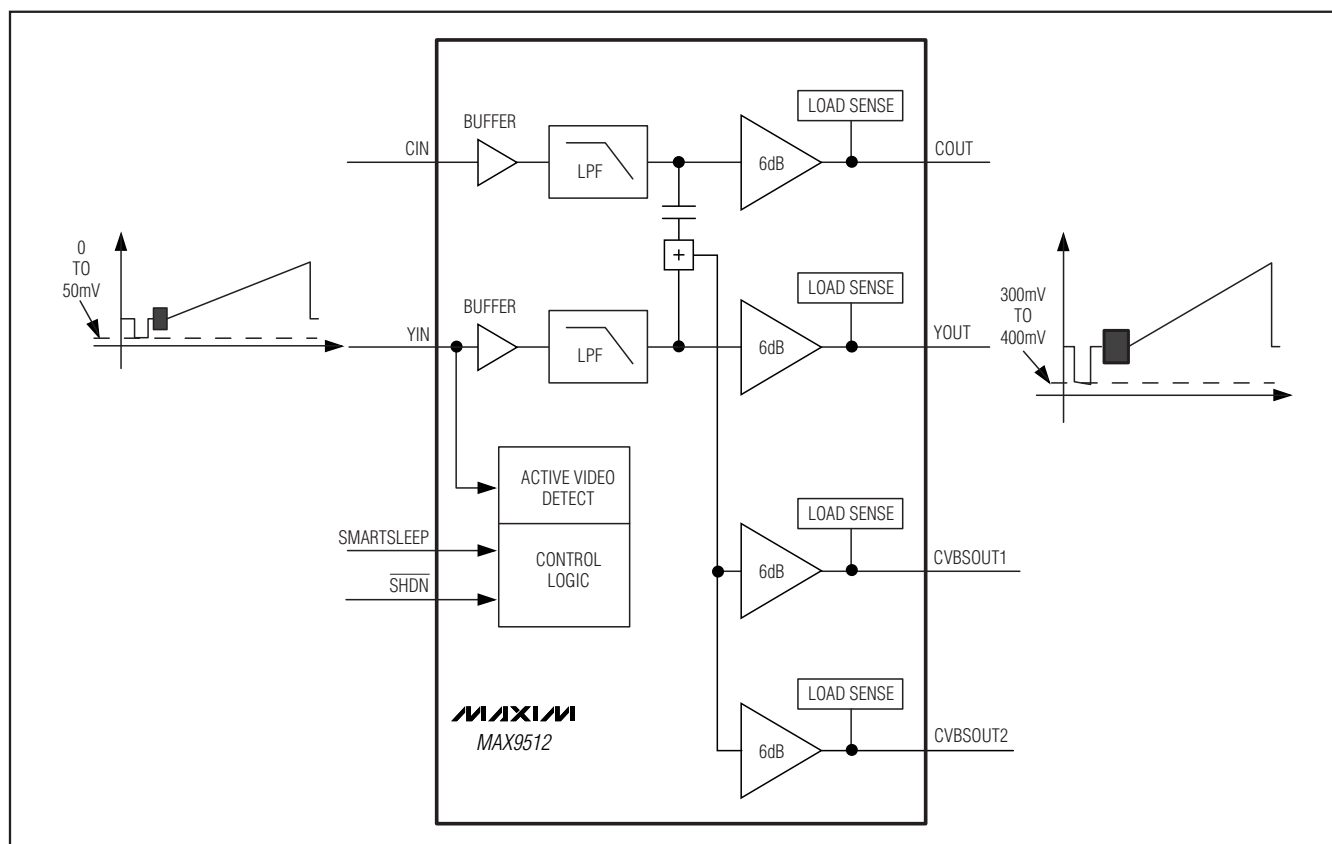 LOAD SENSE
BUFFER
CIN
LPF
6dB
COUT
0
TO
50mV
+
LOAD SENSE
300mV
TO
400mV
BUFFER
YIN
LPF
6dB
YOUT
ACTIVE VIDEO
DETECT
LOAD SENSE
SMARTSLEEP
CONTROL
LOGIC
6dB
CVBSOUT1
SHDN
LOAD SENSE
MAXIM
MAX9512
6dB
CVBSOUT2